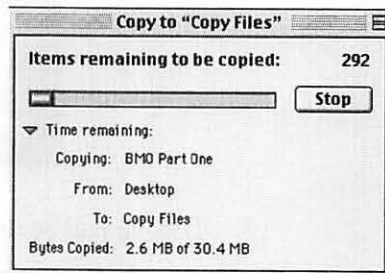 Copy to “Copy Files”
Items remaining to be copied: 292
Stop
Time remaining:
Copying: BMO Part One
From: Desktop
To: Copy Files
Bytes Copied: 2.6 MB of 30.4 MB